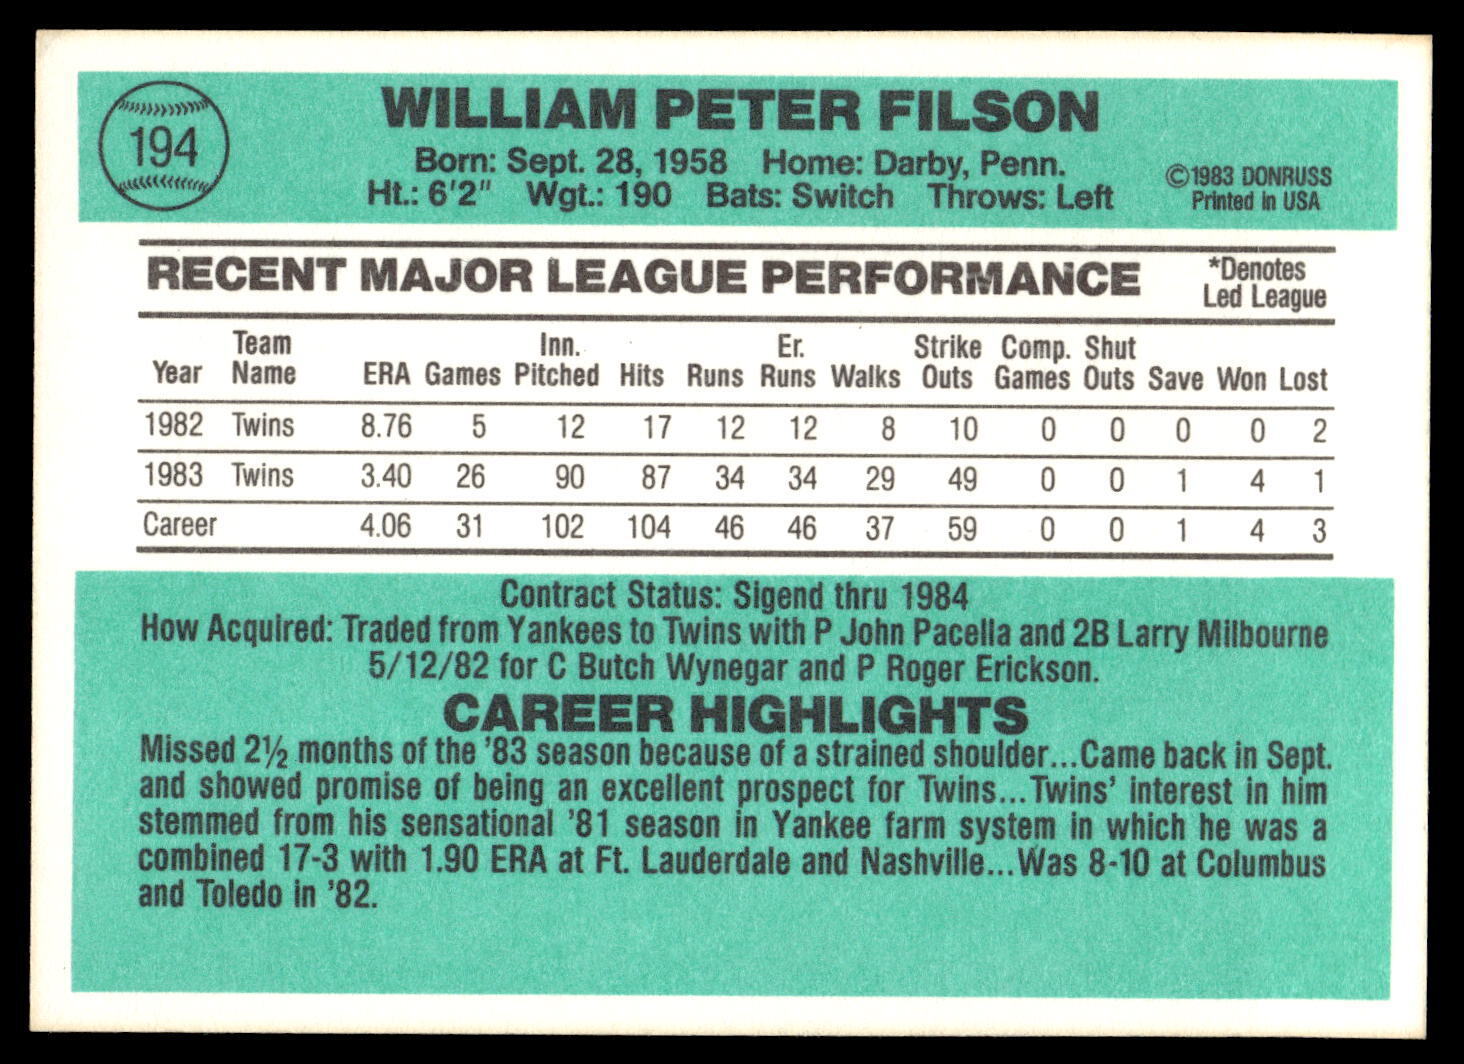 194
WILLIAM PETER FILSON
Born: Sept. 28, 1958 Home: Darby, Penn.
Ht.: 6'2" Wgt.: 190 Bats: Switch Throws: Left
©1983 DONRUSS
Printed in USA
RECENT MAJOR LEAGUE PERFORMANCE
*Denotes
Led League
Year Team Name ERA Games Inn. Pitched Hits Runs Er. Runs Walks Strike Outs Comp. Games Shut Outs Save Won Lost
1982 Twins 8.76 5 12 17 12 12 8 10 0 0 0 0 2
1983 Twins 3.40 26 90 87 34 34 29 49 0 0 1 4 1
Career 4.06 31 102 104 46 46 37 59 0 0 1 4 3
Contract Status: Sigend thru 1984
How Acquired: Traded from Yankees to Twins with P John Pacella and 2B Larry Milbourne
5/12/82 for C Butch Wynegar and P Roger Erickson.
CAREER HIGHLIGHTS
Missed 2½ months of the '83 season because of a strained shoulder...Came back in Sept.
and showed promise of being an excellent prospect for Twins...Twins' interest in him
stemmed from his sensational '81 season in Yankee farm system in which he was a
combined 17-3 with 1.90 ERA at Ft. Lauderdale and Nashville...Was 8-10 at Columbus
and Toledo in '82.